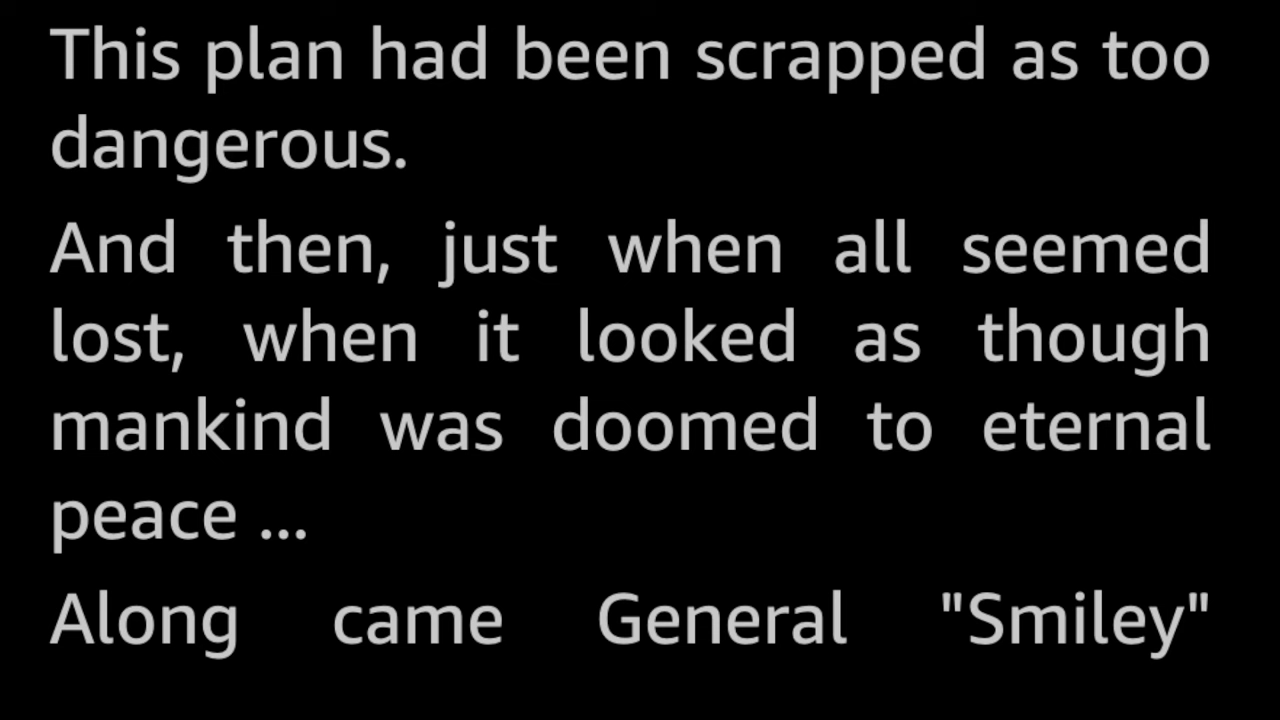 This plan had been scrapped as too
dangerous.
And then, just when all seemed
lost, when it looked as though
mankind was doomed to eternal
peace ...
Along came General "Smiley"